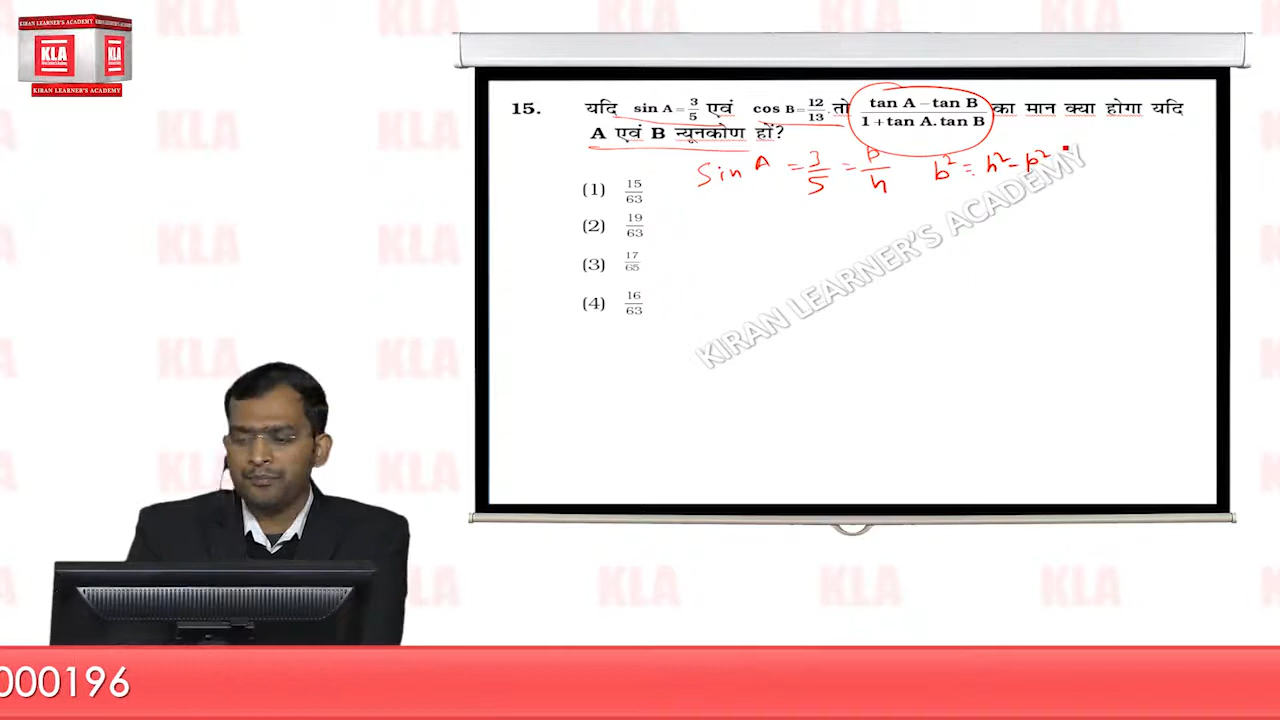 KIRAN LEARNER'S ACADEMY
KLA
KLA
KIRAN LEARNER'S ACADEMY
15. यदि sin A = 3/5 एवं cos B = 12/13. तो (tan A − tan B)/(1 + tan A. tan B) का मान क्या होगा यदि
A एवं B न्यूनकोण हों?
sin A = 3/5 = p/h b² = h² − p²
(1) 15/63
(2) 19/63
(3) 17/65
(4) 16/63
KIRAN LEARNER'S ACADEMY
000196